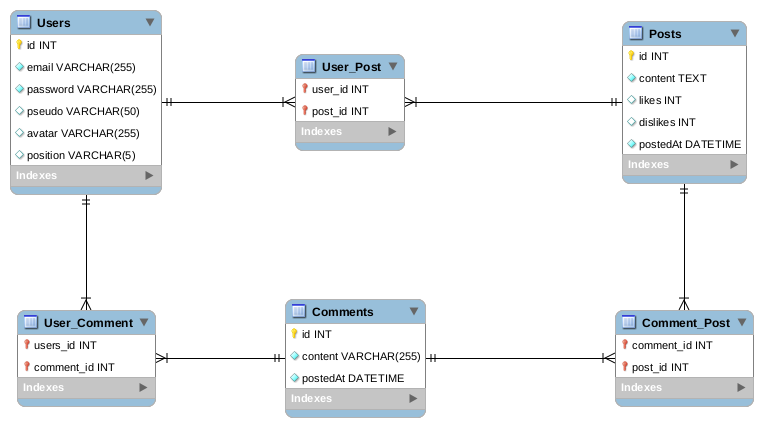 Users
id INT
email VARCHAR(255)
password VARCHAR(255)
pseudo VARCHAR(50)
avatar VARCHAR(255)
position VARCHAR(5)
Indexes
User_Post
user_id INT
post_id INT
Indexes
Posts
id INT
content TEXT
likes INT
dislikes INT
postedAt DATETIME
Indexes
User_Comment
users_id INT
comment_id INT
Indexes
Comments
id INT
content VARCHAR(255)
postedAt DATETIME
Indexes
Comment_Post
comment_id INT
post_id INT
Indexes